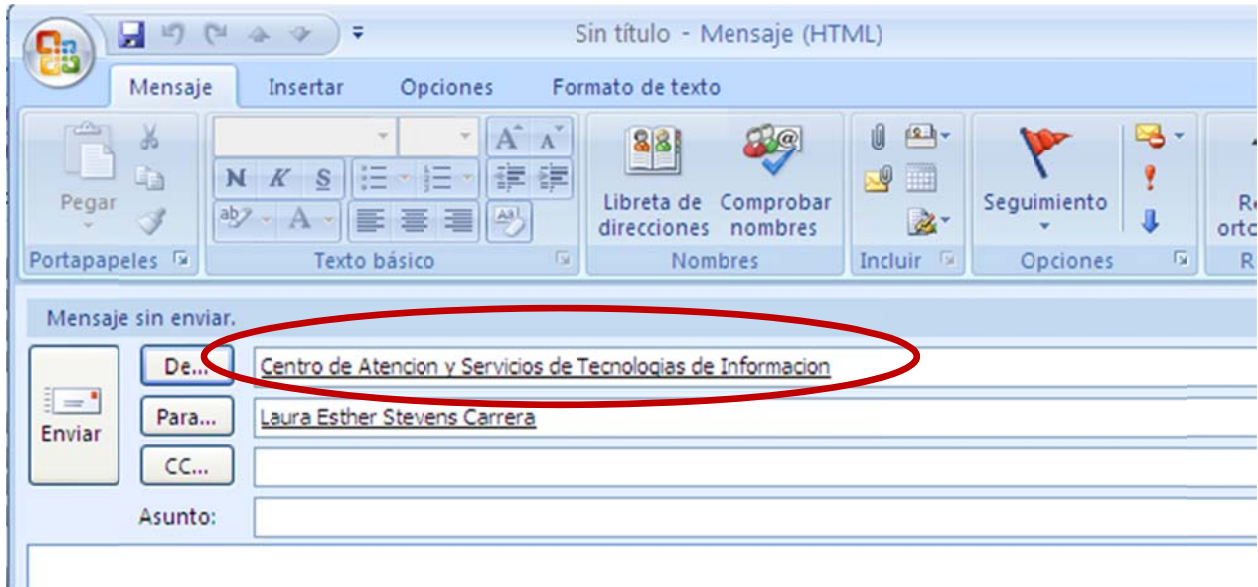 Sin título - Mensaje (HTML)
Mensaje Insertar Opciones Formato de texto
Pegar
N K S
ab A
A A
Aa
Libreta de direcciones
Comprobar nombres
Seguimiento
Portapapeles Texto básico Nombres Incluir Opciones
Mensaje sin enviar.
Enviar
De... Centro de Atencion y Servicios de Tecnologias de Informacion
Para... Laura Esther Stevens Carrera
CC...
Asunto: